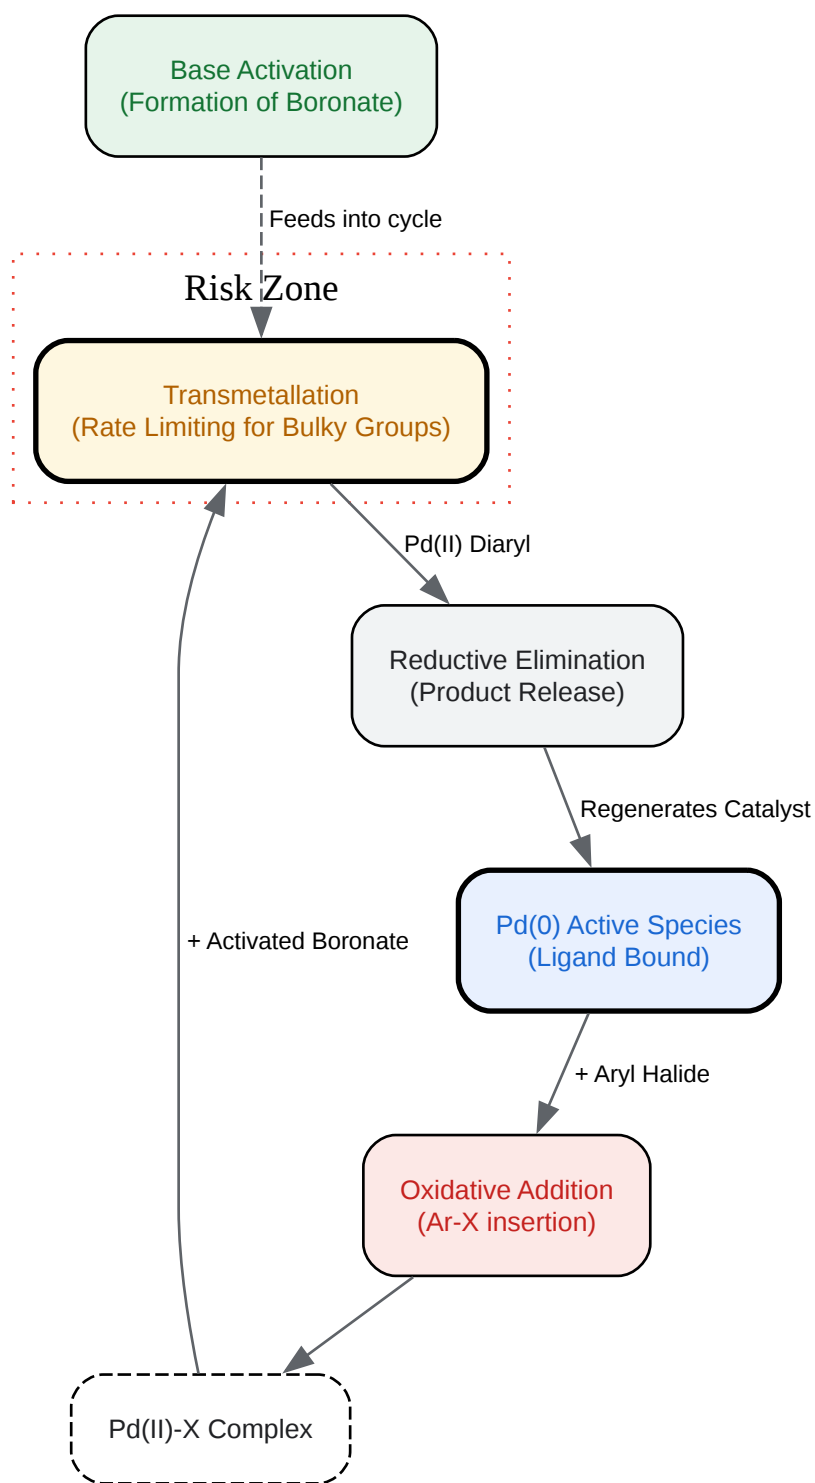 Base Activation
(Formation of Boronate)
Feeds into cycle
Risk Zone
Transmetallation
(Rate Limiting for Bulky Groups)
Pd(II) Diaryl
Reductive Elimination
(Product Release)
Regenerates Catalyst
Pd(0) Active Species
(Ligand Bound)
+ Activated Boronate
+ Aryl Halide
Oxidative Addition
(Ar-X insertion)
Pd(II)-X Complex